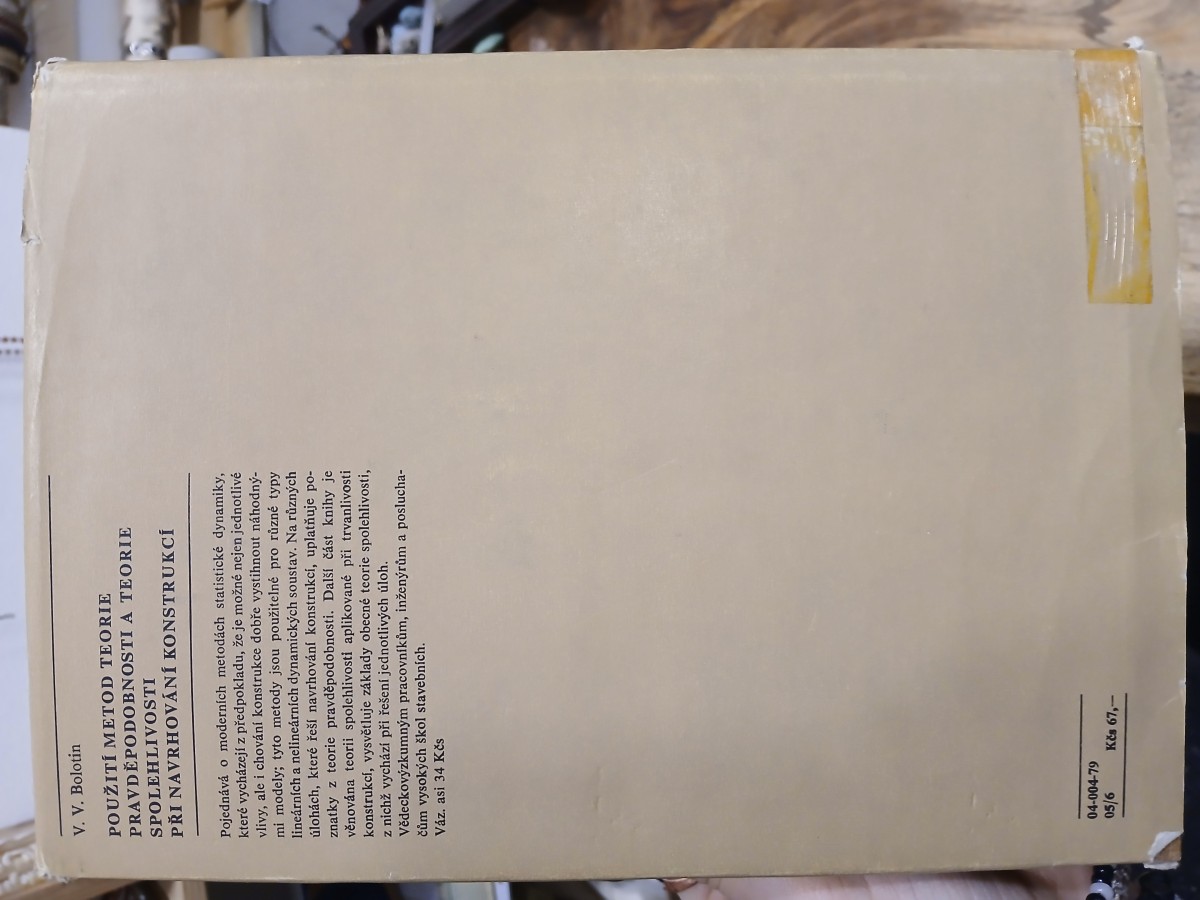 V. V. Bolotin
POUŽITÍ METOD TEORIE
PRAVDĚPODOBNOSTI A TEORIE
SPOLEHLIVOSTI
PŘI NAVRHOVÁNÍ KONSTRUKCÍ
Pojednává o moderních metodách statistické dynamiky,
které vycházejí z předpokladu, že je možné nejen jednotlivé
vlivy, ale i chování konstrukce dobře vystihnout náhodný-
mi modely; tyto metody jsou použitelné pro různé typy
lineárních a nelineárních dynamických soustav. Na různých
úlohách, které řeší navrhování konstrukcí, uplatňuje po-
znatky z teorie pravděpodobnosti. Další část knihy je
věnována teorii spolehlivosti aplikované při trvanlivosti
konstrukcí, vysvětluje základy obecné teorie spolehlivosti,
z nichž vychází při řešení jednotlivých úloh.
Vědeckovýzkumným pracovníkům, inženýrům a poslucha-
čům vysokých škol stavebních.
Váz. asi 34 Kčs
04-004-79
05/6 Kčs 67,—